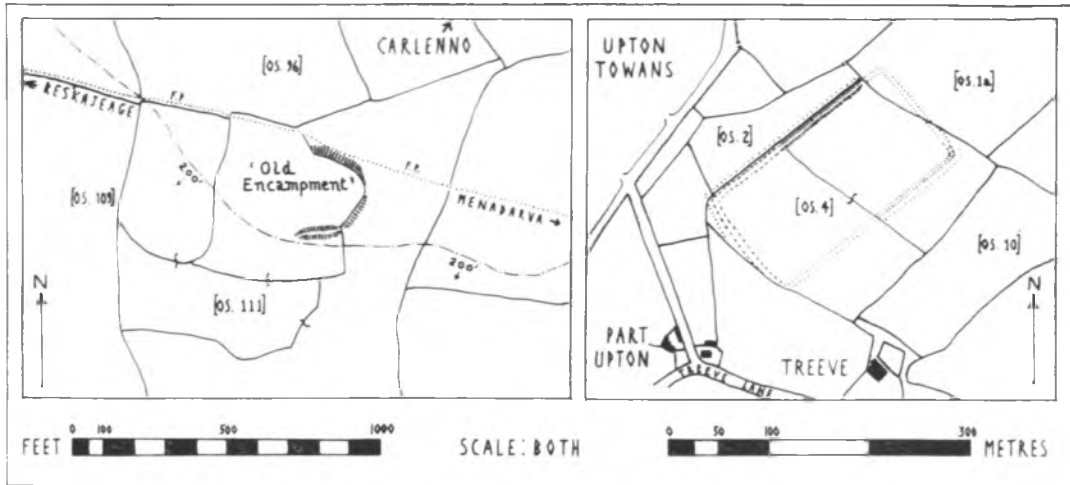 CARLENNO
[OS. 96]
F.P.
RESKAJEAGE
200'
'Old
Encampment'
F.P.
[OS. 109]
MENADARVA
200'
[OS. 111]
N
UPTON
TOWANS
[OS. 1a]
[OS. 2]
[OS. 4]
[OS. 10]
N
PART
UPTON
TREEVE
TREEVE LANE
0 100 500 1000
FEET
SCALE: BOTH
0 50 100 300
METRES